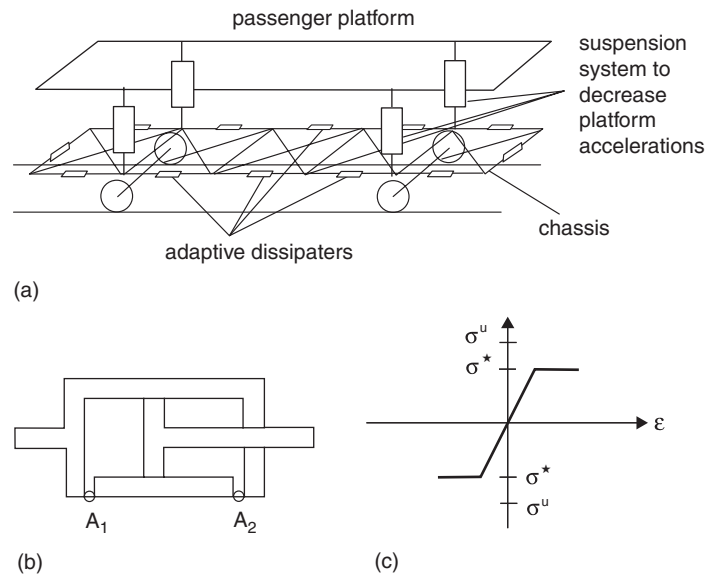 passenger platform
suspension
system to
decrease
platform
accelerations
chassis
adaptive dissipaters
(a)
σᵘ
σ*
ε
σ*
σᵘ
A₁ A₂
(b) (c)